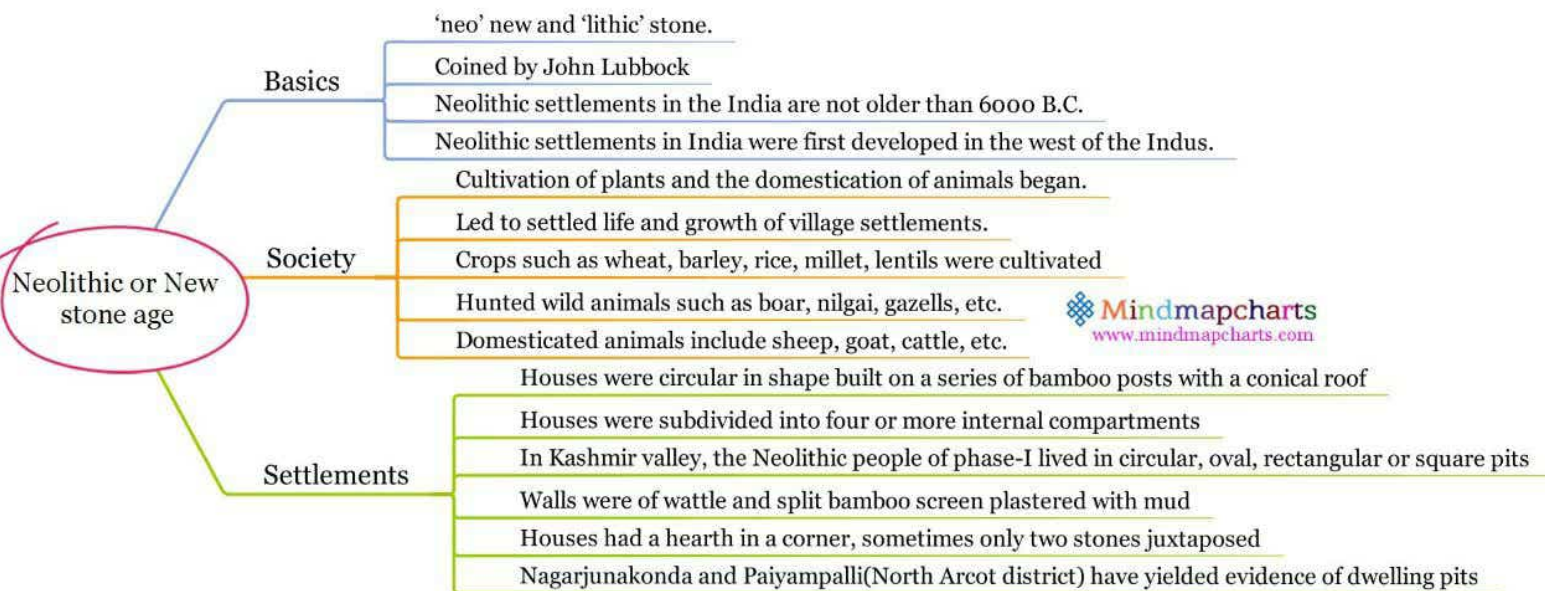 Neolithic or New
stone age
Basics
‘neo’ new and ‘lithic’ stone.
Coined by John Lubbock
Neolithic settlements in the India are not older than 6000 B.C.
Neolithic settlements in India were first developed in the west of the Indus.
Society
Cultivation of plants and the domestication of animals began.
Led to settled life and growth of village settlements.
Crops such as wheat, barley, rice, millet, lentils were cultivated
Hunted wild animals such as boar, nilgai, gazells, etc.
Domesticated animals include sheep, goat, cattle, etc.
Mindmapcharts
www.mindmapcharts.com
Settlements
Houses were circular in shape built on a series of bamboo posts with a conical roof
Houses were subdivided into four or more internal compartments
In Kashmir valley, the Neolithic people of phase-I lived in circular, oval, rectangular or square pits
Walls were of wattle and split bamboo screen plastered with mud
Houses had a hearth in a corner, sometimes only two stones juxtaposed
Nagarjunakonda and Paiyampalli(North Arcot district) have yielded evidence of dwelling pits